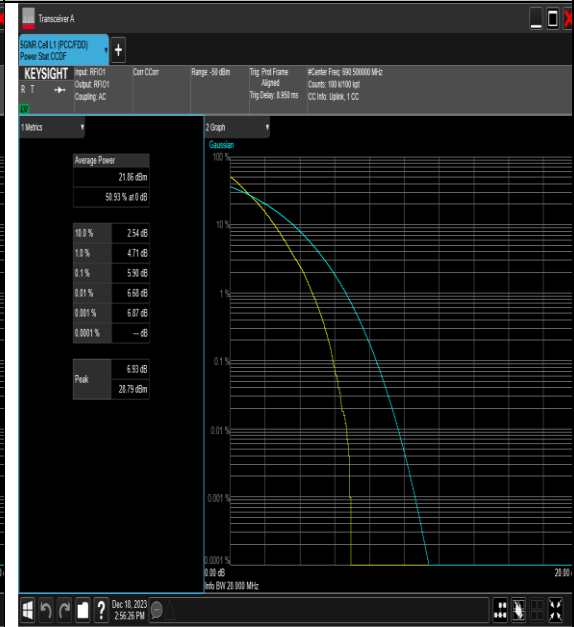 Transceiver A
5GNR Cell L1 (PCC/FDD)
Power Stat CCDF
+
KEYSIGHT
R T
LW
Input: RFIO1
Output: RFIO1
Coupling: AC
Corr CCorr
Range: -50 dBm
Trig: Prot Frame
Aligned
Trig Delay: 8.950 ms
#Center Freq: 690.500000 MHz
Counts: 100 k/100 kpt
CC Info: Uplink, 1 CC
1 Metrics
Average Power
21.86 dBm
50.93 % at 0 dB
10.0 % 2.54 dB
1.0 % 4.71 dB
0.1 % 5.90 dB
0.01 % 6.68 dB
0.001 % 6.87 dB
0.0001 % --- dB
Peak
6.93 dB
28.79 dBm
2 Graph
Gaussian
100 %
10 %
1 %
0.1 %
0.01 %
0.001 %
0.0001 %
0.00 dB
20.00
Info BW 20.000 MHz
?
Dec 18, 2023
2:56:26 PM